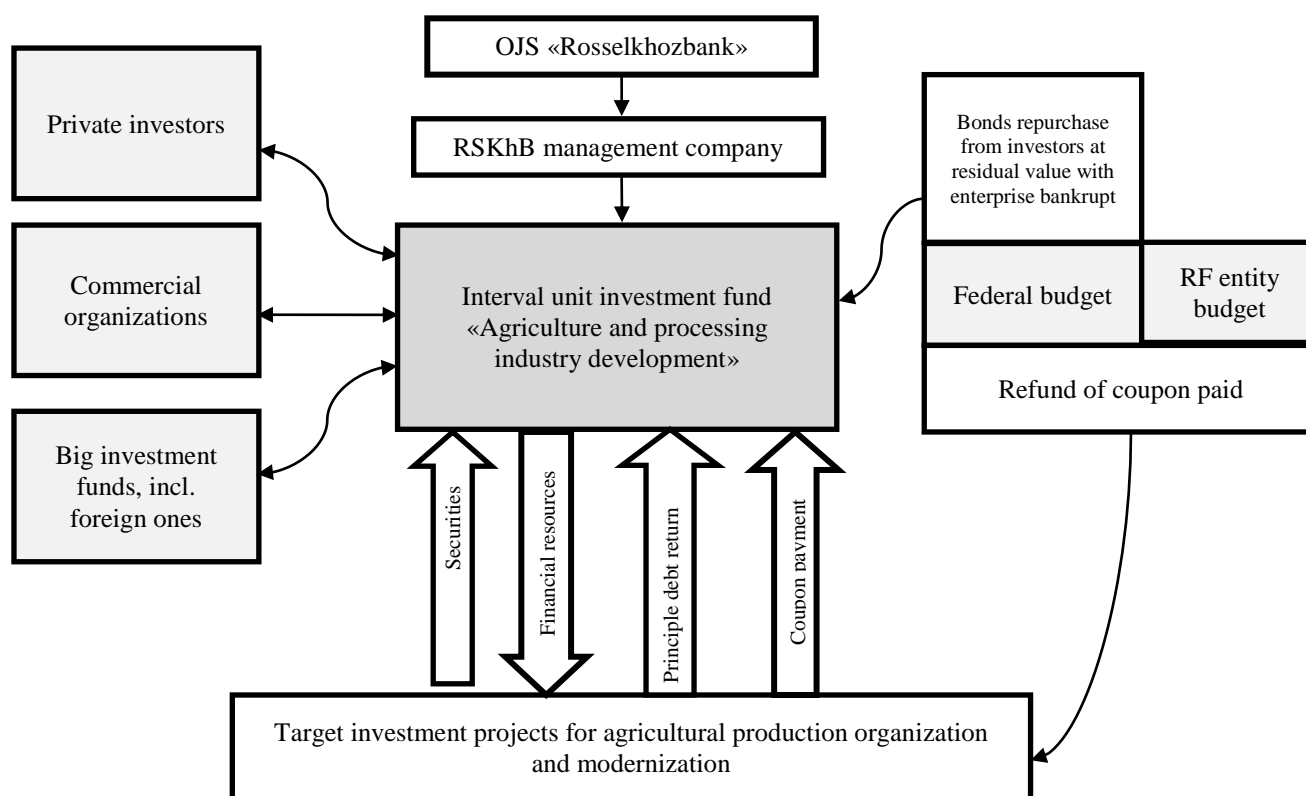 OJS «Rosselkhozbank»
RSKhB management company
Private investors
Commercial
organizations
Big investment
funds, incl.
foreign ones
Interval unit investment fund
«Agriculture and processing
industry development»
Bonds repurchase
from investors at
residual value with
enterprise bankrupt
Federal budget
RF entity
budget
Refund of coupon paid
Securities
Financial resources
Principle debt return
Coupon payment
Target investment projects for agricultural production organization
and modernization